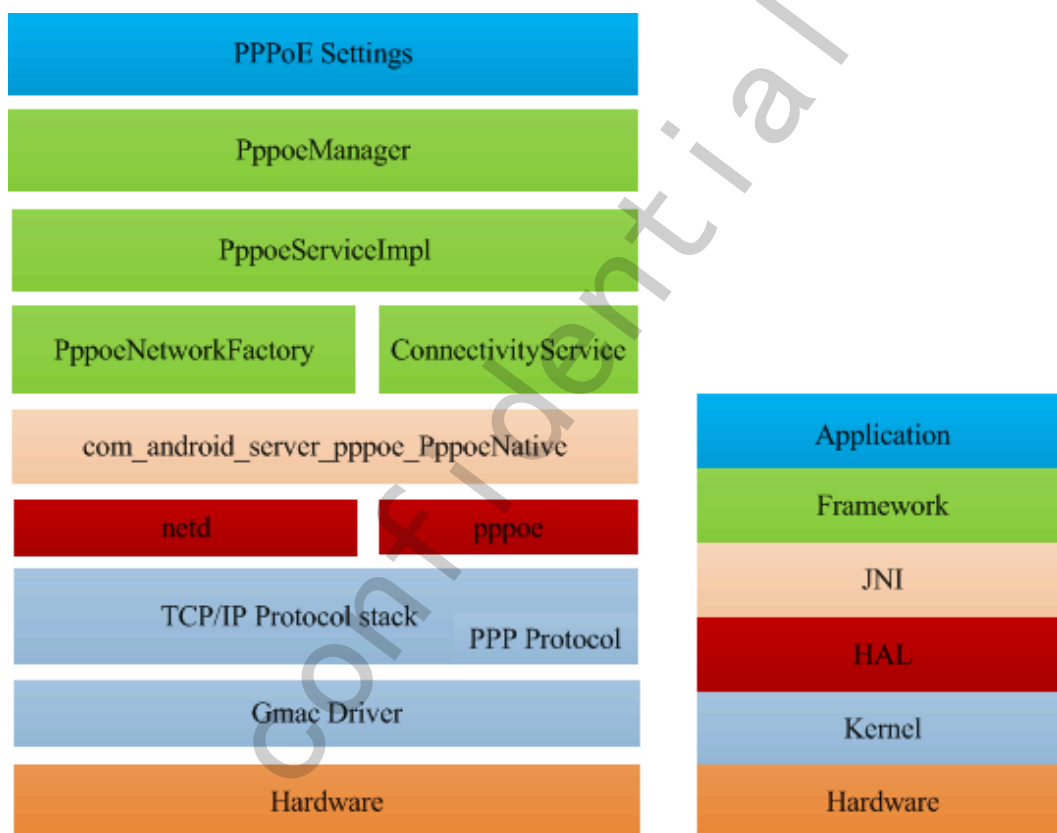 PPPoE Settings
PppoeManager
PppoeServiceImpl
PppoeNetworkFactory
ConnectivityService
com_android_server_pppoe_PppoeNative
netd
pppoe
TCP/IP Protocol stack
PPP Protocol
Gmac Driver
Hardware
Application
Framework
JNI
HAL
Kernel
Hardware
confidential